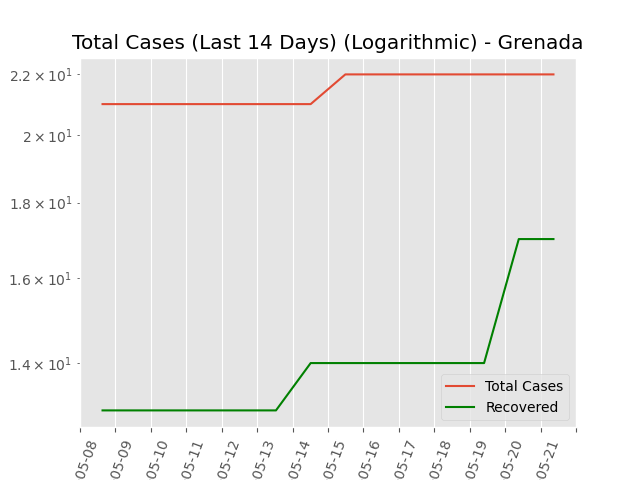 Total Cases (Last 14 Days) (Logarithmic) - Grenada
2.2 × 10¹
2 × 10¹
1.8 × 10¹
1.6 × 10¹
1.4 × 10¹
Total Cases
Recovered
05-08
05-09
05-10
05-11
05-12
05-13
05-14
05-15
05-16
05-17
05-18
05-19
05-20
05-21